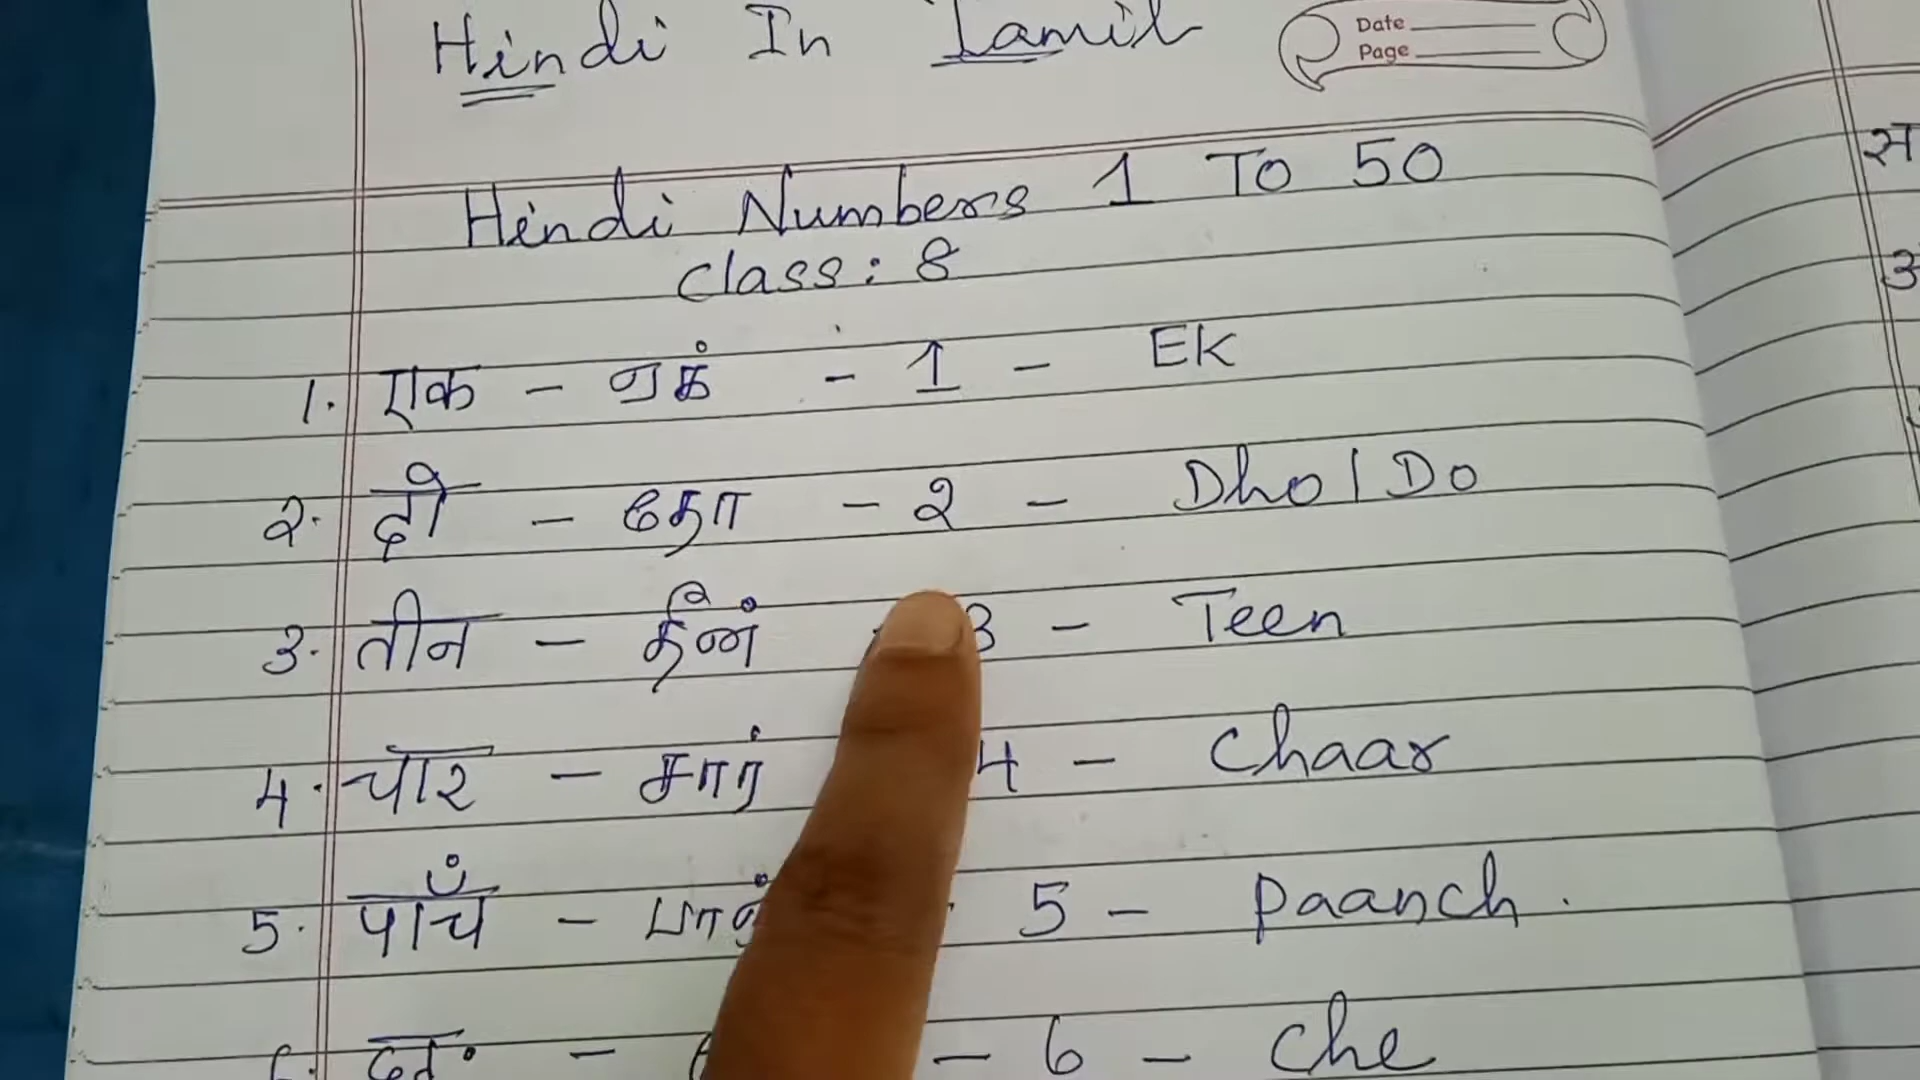 Hindi In Tamil
Date
Page
Hindi Numbers 1 To 50
class: 8
1. एक - ஏக் - 1 - EK
2. दो - தோ - 2 - Dho/Do
3. तीन - தீன் - 3 - Teen
4. चार - சார் 4 - Chaar
5. पाँच - 5 - Paanch.
- 6 - Che